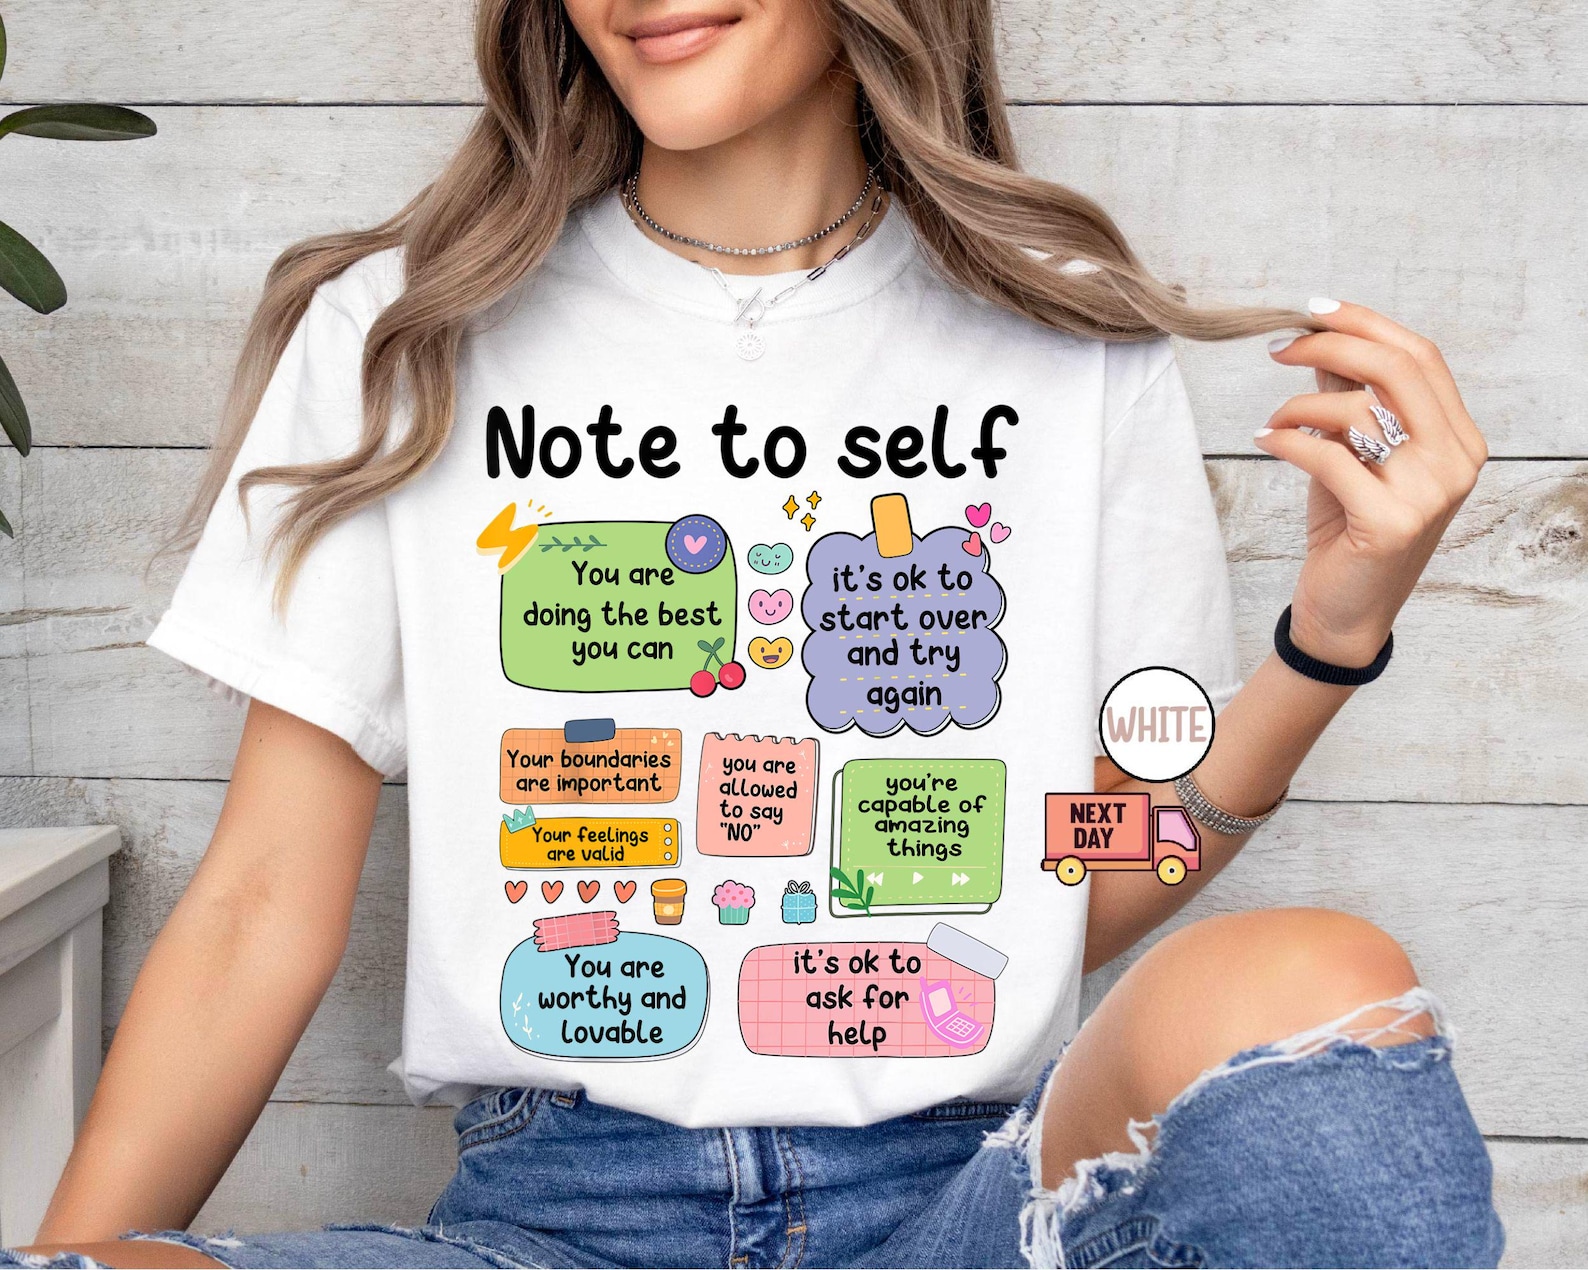 Note to self
You are
doing the best
you can
it's ok to
start over
and try
again
Your boundaries
are important
Your feelings
are valid
you are
allowed
to say
"NO"
you're
capable of
amazing
things
You are
worthy and
lovable
it's ok to
ask for
help
WHITE
NEXT
DAY